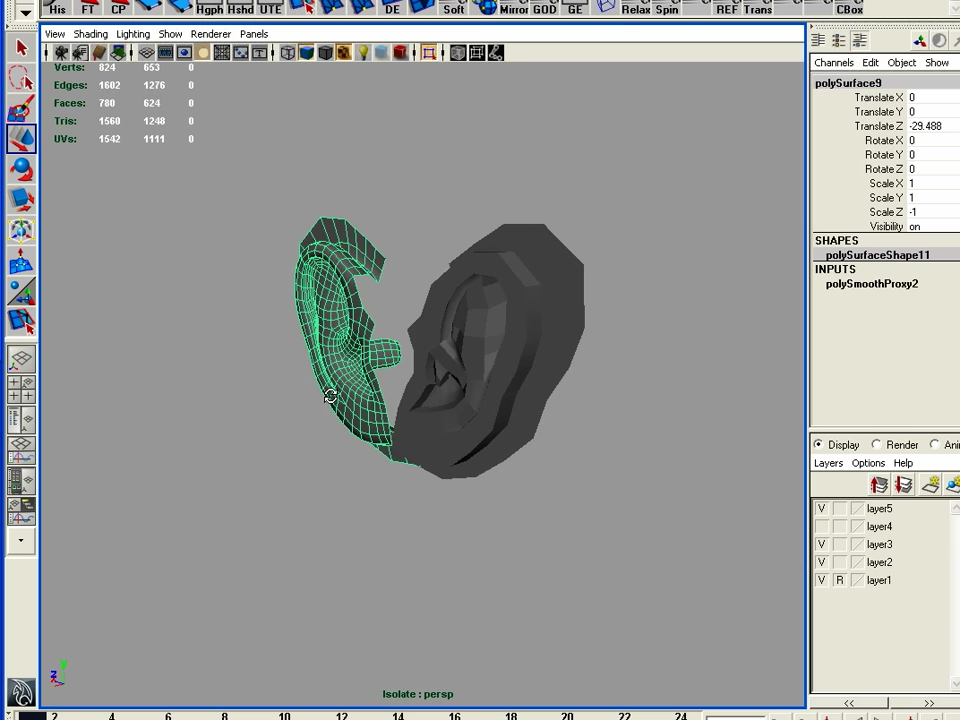 His FT CP Hgph Hshd UTE DE Soft Mirror GOD GE Relax Spin REF Trans CBox
View Shading Lighting Show Renderer Panels
Verts: 824 653 0
Edges: 1602 1276 0
Faces: 780 624 0
Tris: 1560 1248 0
UVs: 1542 1111 0
Channels Edit Object Show
polySurface9
Translate X 0
Translate Y 0
Translate Z -29.488
Rotate X 0
Rotate Y 0
Rotate Z 0
Scale X 1
Scale Y 1
Scale Z -1
Visibility on
SHAPES
polySurfaceShape11
INPUTS
polySmoothProxy2
Display Render Ani
Layers Options Help
V layer5
layer4
V layer3
V layer2
V R layer1
Isolate : persp
<< >>
2 4 6 8 10 12 14 16 18 20 22 24